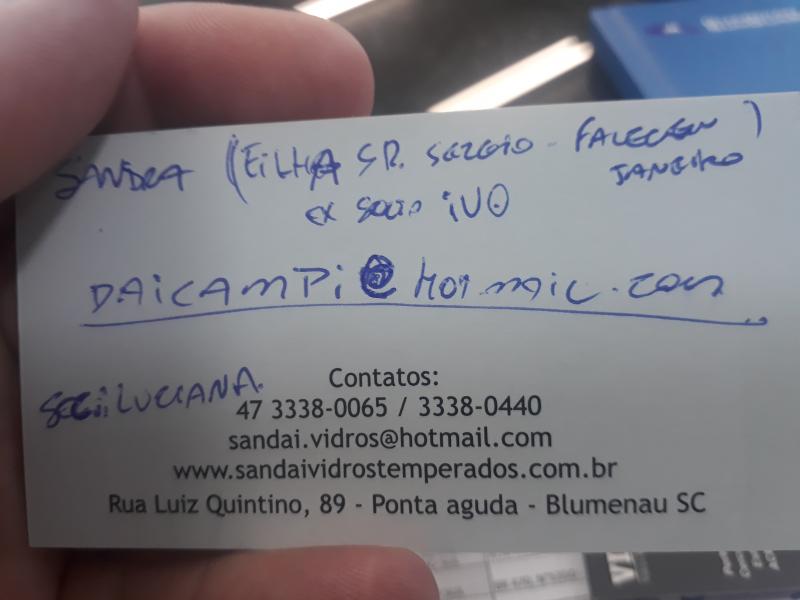 SANDRA (FILHA SR. SERGIO - FALECEU JANEIRO)
EX SOCIO IVO
DAICAMPI@HOTMAIL.COM
LUCIANA
Contatos:
47 3338-0065 / 3338-0440
sandai.vidros@hotmail.com
www.sandaividrostemperados.com.br
Rua Luiz Quintino, 89 - Ponta aguda - Blumenau SC